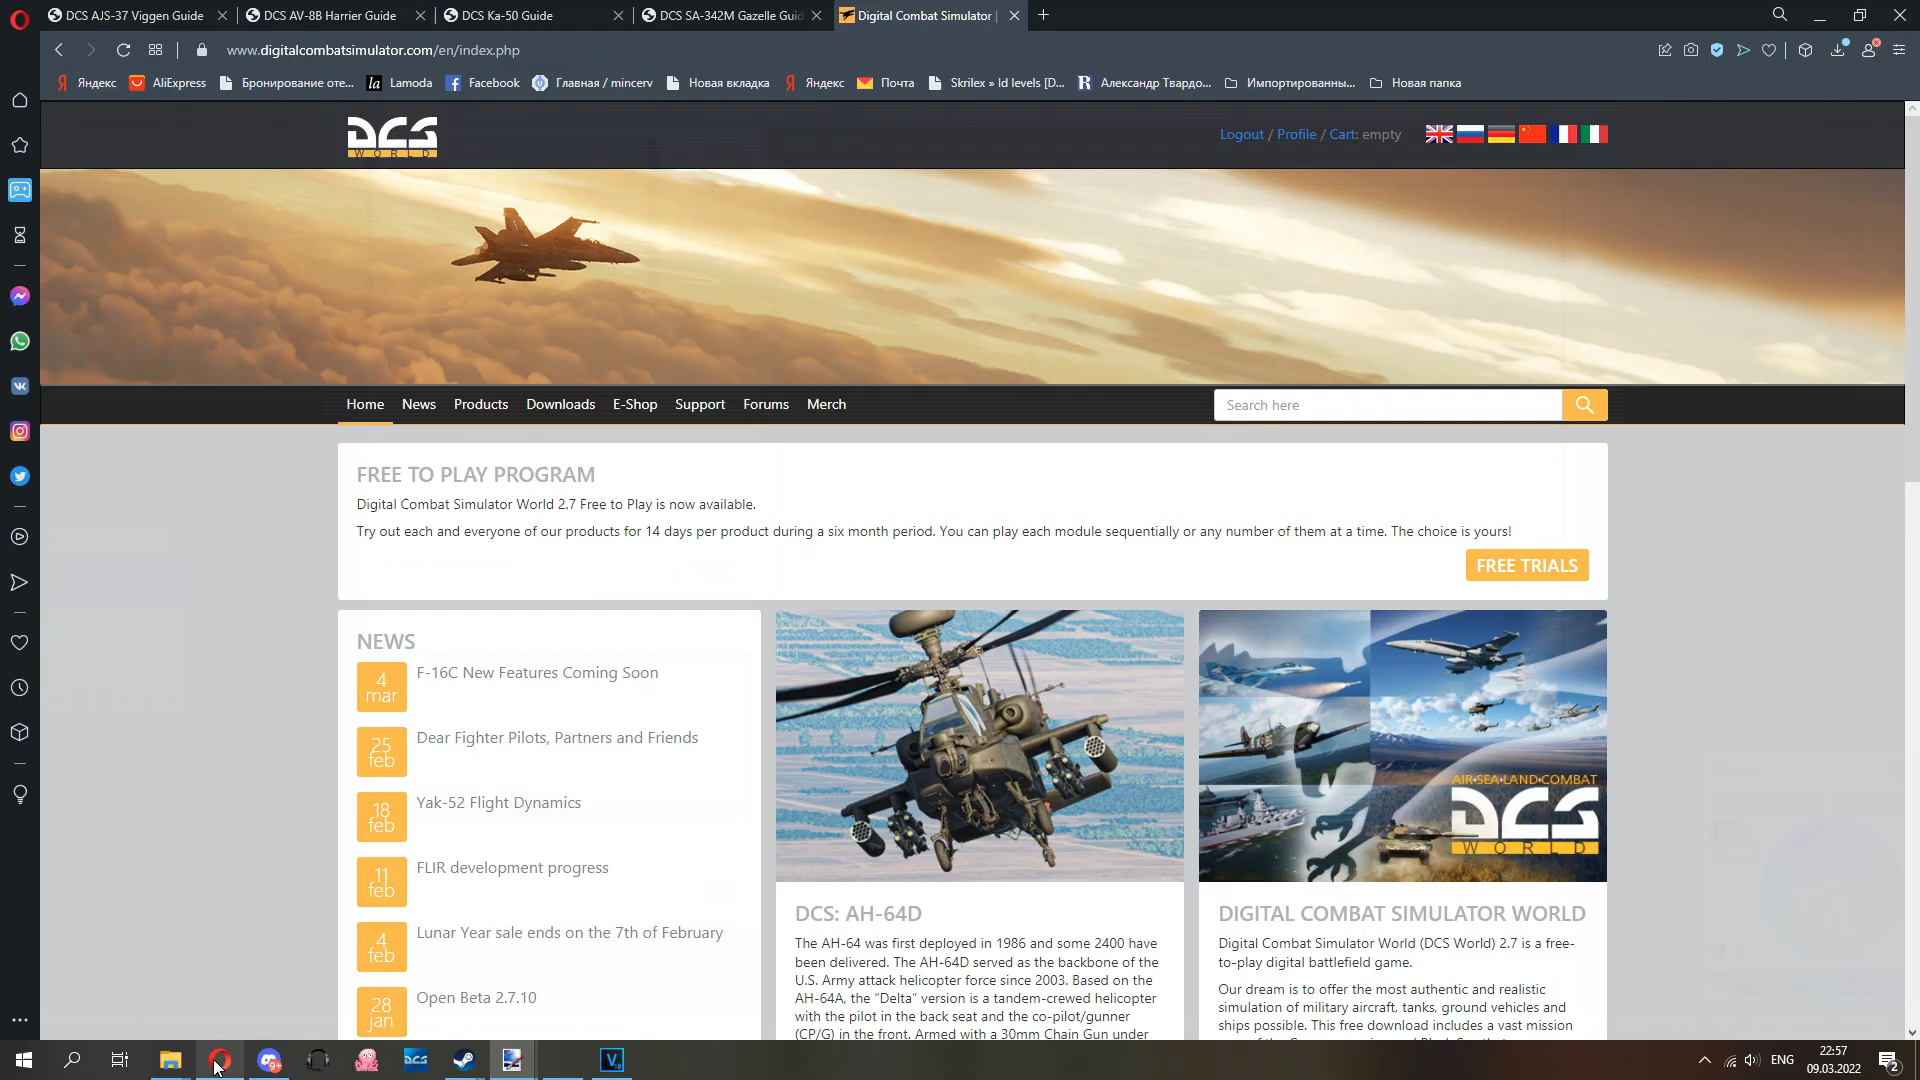 DCS AJS-37 Viggen Guide
DCS AV-8B Harrier Guide
DCS Ka-50 Guide
DCS SA-342M Gazelle Guid
Digital Combat Simulator |
www.digitalcombatsimulator.com/en/index.php
Яндекс
AliExpress
Бронирование оте...
Lamoda
Facebook
Главная / mincerv
Новая вкладка
Яндекс
Почта
Skrilex » ld levels [D...
Александр Твардо...
Импортированны...
Новая папка
DCS
WORLD
Logout / Profile / Cart: empty
Home
News
Products
Downloads
E-Shop
Support
Forums
Merch
Search here
FREE TO PLAY PROGRAM
Digital Combat Simulator World 2.7 Free to Play is now available.
Try out each and everyone of our products for 14 days per product during a six month period. You can play each module sequentially or any number of them at a time. The choice is yours!
FREE TRIALS
NEWS
4
mar
F-16C New Features Coming Soon
25
feb
Dear Fighter Pilots, Partners and Friends
18
feb
Yak-52 Flight Dynamics
11
feb
FLIR development progress
4
feb
Lunar Year sale ends on the 7th of February
28
jan
Open Beta 2.7.10
DCS: AH-64D
The AH-64 was first deployed in 1986 and some 2400 have
been delivered. The AH-64D served as the backbone of the
U.S. Army attack helicopter force since 2003. Based on the
AH-64A, the “Delta” version is a tandem-crewed helicopter
with the pilot in the back seat and the co-pilot/gunner
(CP/G) in the front. Armed with a 30mm Chain Gun under
AIR•SEA•LAND•COMBAT
DCS
WORLD
DIGITAL COMBAT SIMULATOR WORLD
Digital Combat Simulator World (DCS World) 2.7 is a free-
to-play digital battlefield game.
Our dream is to offer the most authentic and realistic
simulation of military aircraft, tanks, ground vehicles and
ships possible. This free download includes a vast mission
9+
DCS
V
ENG
22:57
09.03.2022
2